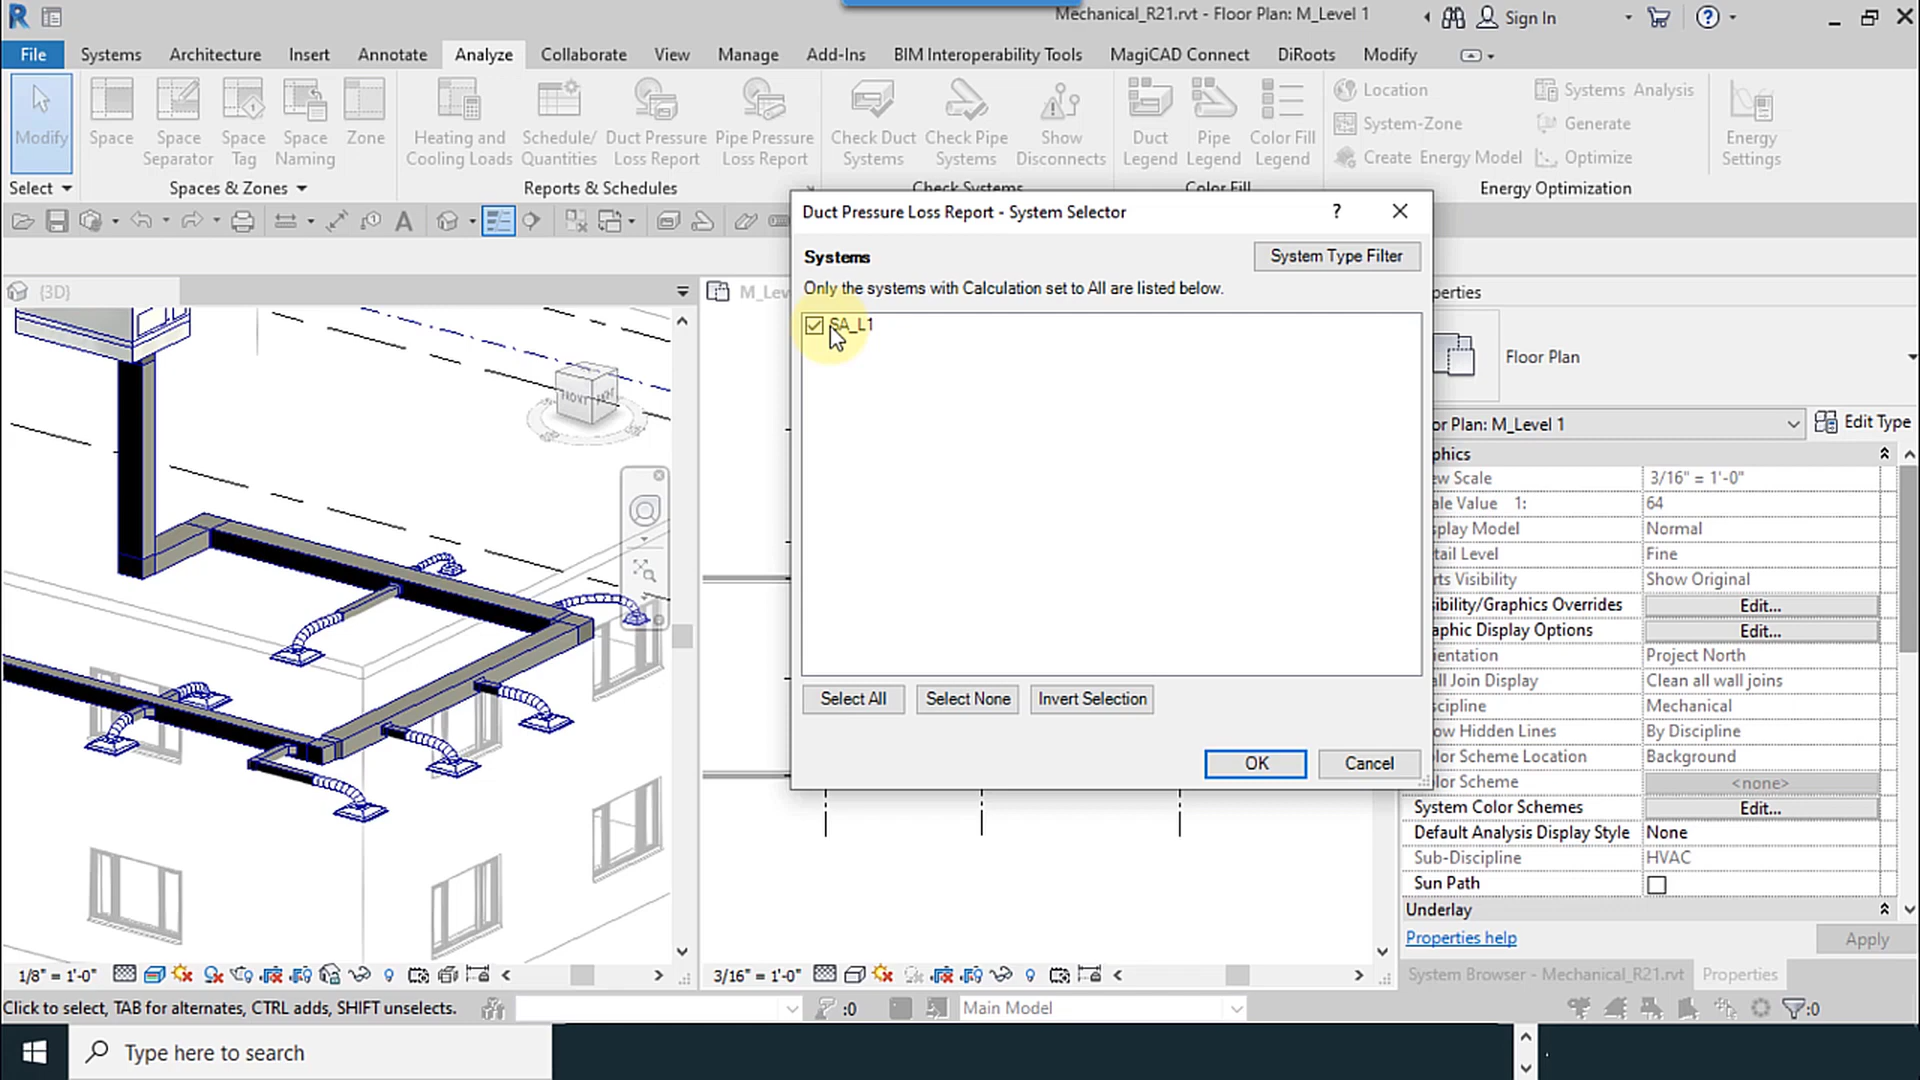 Mechanical_R21.rvt - Floor Plan: M_Level 1
Sign In
File Systems Architecture Insert Annotate Analyze Collaborate View Manage Add-Ins BIM Interoperability Tools MagiCAD Connect DiRoots Modify
Modify
Space
Space Separator
Space Tag
Space Naming
Zone
Heating and Cooling Loads
Schedule/ Quantities
Duct Pressure Loss Report
Pipe Pressure Loss Report
Check Duct Systems
Check Pipe Systems
Show Disconnects
Duct Legend
Pipe Legend
Color Fill Legend
Location
System-Zone
Create Energy Model
Systems Analysis
Generate
Optimize
Energy Settings
Select
Spaces & Zones
Reports & Schedules
Check Systems
Color Fill
Energy Optimization
{3D}
M_Lev
FRONT
Duct Pressure Loss Report - System Selector
?
Systems
System Type Filter
Only the systems with Calculation set to All are listed below.
SA_L1
Select All
Select None
Invert Selection
OK
Cancel
perties
Floor Plan
or Plan: M_Level 1
Edit Type
phics
ew Scale 3/16" = 1'-0"
ale Value 1: 64
splay Model Normal
tail Level Fine
rts Visibility Show Original
sibility/Graphics Overrides Edit...
aphic Display Options Edit...
ientation Project North
all Join Display Clean all wall joins
scipline Mechanical
ow Hidden Lines By Discipline
olor Scheme Location Background
olor Scheme <none>
System Color Schemes Edit...
Default Analysis Display Style None
Sub-Discipline HVAC
Sun Path
Underlay
Properties help
Apply
System Browser - Mechanical_R21.rvt
Properties
1/8" = 1'-0"
3/16" = 1'-0"
Click to select, TAB for alternates, CTRL adds, SHIFT unselects.
:0
Main Model
:0
Type here to search